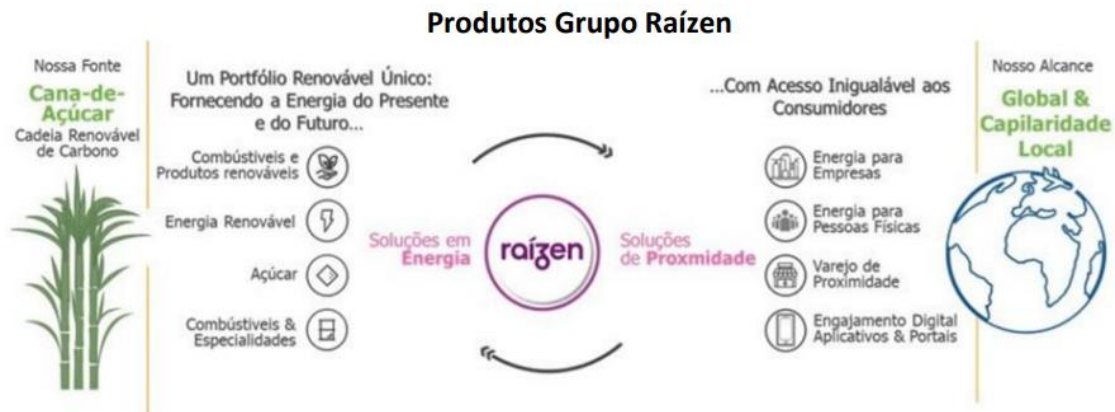 Produtos Grupo Raízen
Nossa Fonte
Cana-de-
Açúcar
Cadeia Renovável
de Carbono
Um Portfólio Renovável Único:
Fornecendo a Energia do Presente
e do Futuro...
Combústiveis e
Produtos renováveis
Energia Renovável
Açúcar
Combústiveis &
Especialidades
Soluções em
Energia
raízen
Soluções
de Proxmidade
...Com Acesso Inigualável aos
Consumidores
Energia para
Empresas
Energia para
Pessoas Físicas
Varejo de
Proximidade
Engajamento Digital
Aplicativos & Portais
Nosso Alcance
Global &
Capilaridade
Local